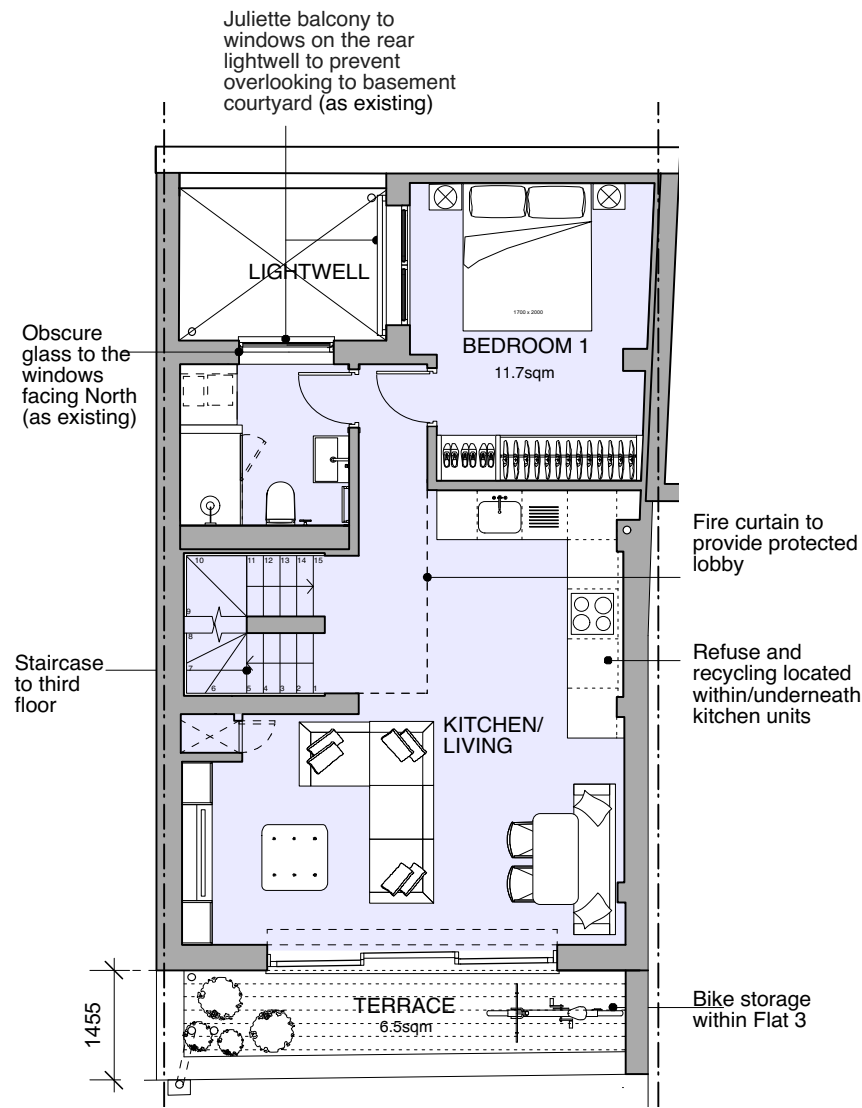 Juliette balcony to
windows on the rear
lightwell to prevent
overlooking to basement
courtyard (as existing)
LIGHTWELL
1700 x 2000
BEDROOM 1
11.7sqm
Obscure
glass to the
windows
facing North
(as existing)
Fire curtain to
provide protected
lobby
10 11 12 13 14 15
9
8
7
6 5 4 3 2 1
Staircase
to third
floor
Refuse and
recycling located
within/underneath
kitchen units
KITCHEN/
LIVING
TERRACE
6.5sqm
1455
Bike storage
within Flat 3